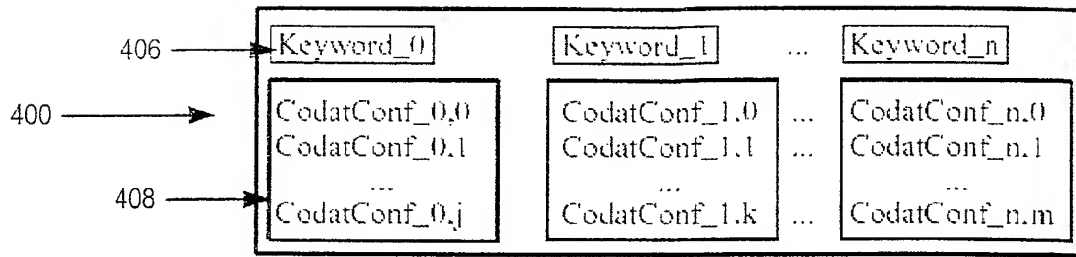 406 Keyword_0 Keyword_1 ... Keyword_n
400 CodatConf_0.0 CodatConf_1.0 ... CodatConf_n.0
CodatConf_0.1 CodatConf_1.1 ... CodatConf_n.1
... ... ...
408 CodatConf_0.j CodatConf_1.k ... CodatConf_n.m